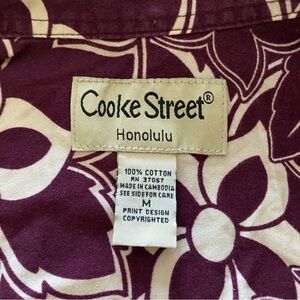 Cooke Street®
Honolulu
100% COTTON
RN 37057
MADE IN CAMBODIA
SEE SIDE FOR CARE
M
PRINT DESIGN
COPYRIGHTED